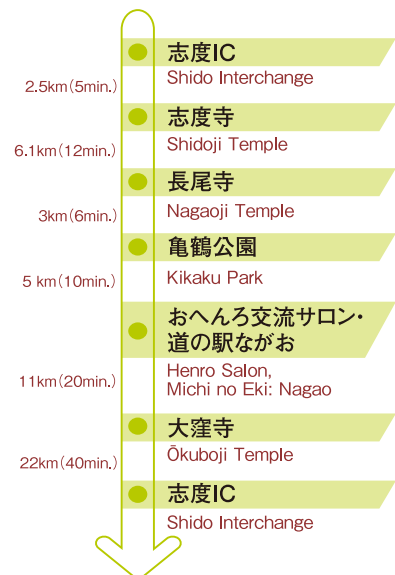 志度IC
Shido Interchange
2.5km(5min.)
志度寺
Shidoji Temple
6.1km(12min.)
長尾寺
Nagaoji Temple
3km(6min.)
亀鶴公園
Kikaku Park
5 km(10min.)
おへんろ交流サロン・
道の駅ながお
Henro Salon,
Michi no Eki: Nagao
11km(20min.)
大窪寺
Ōkuboji Temple
22km(40min.)
志度IC
Shido Interchange